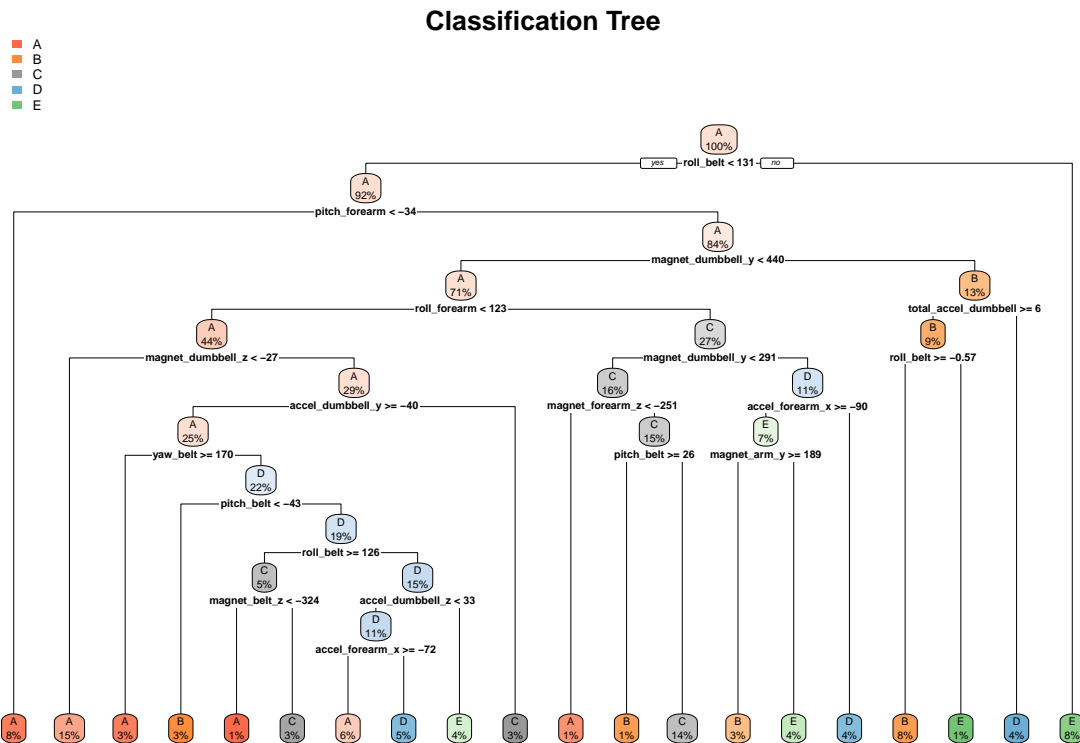 Classification Tree
A
B
C
D
E
A
100%
yes roll_belt < 131 no
A
92%
pitch_forearm < −34
A
84%
magnet_dumbbell_y < 440
A
71%
B
13%
roll_forearm < 123
total_accel_dumbbell >= 6
A
44%
C
27%
B
9%
magnet_dumbbell_z < −27
magnet_dumbbell_y < 291
roll_belt >= −0.57
A
29%
C
16%
D
11%
accel_dumbbell_y >= −40
magnet_forearm_z < −251
accel_forearm_x >= −90
A
25%
C
15%
E
7%
yaw_belt >= 170
pitch_belt >= 26
magnet_arm_y >= 189
D
22%
pitch_belt < −43
D
19%
roll_belt >= 126
C
5%
D
15%
magnet_belt_z < −324
accel_dumbbell_z < 33
D
11%
accel_forearm_x >= −72
A A A B A C A D E C A B C B E D B E D E
8% 15% 3% 3% 1% 3% 6% 5% 4% 3% 1% 1% 14% 3% 4% 4% 8% 1% 4% 8%